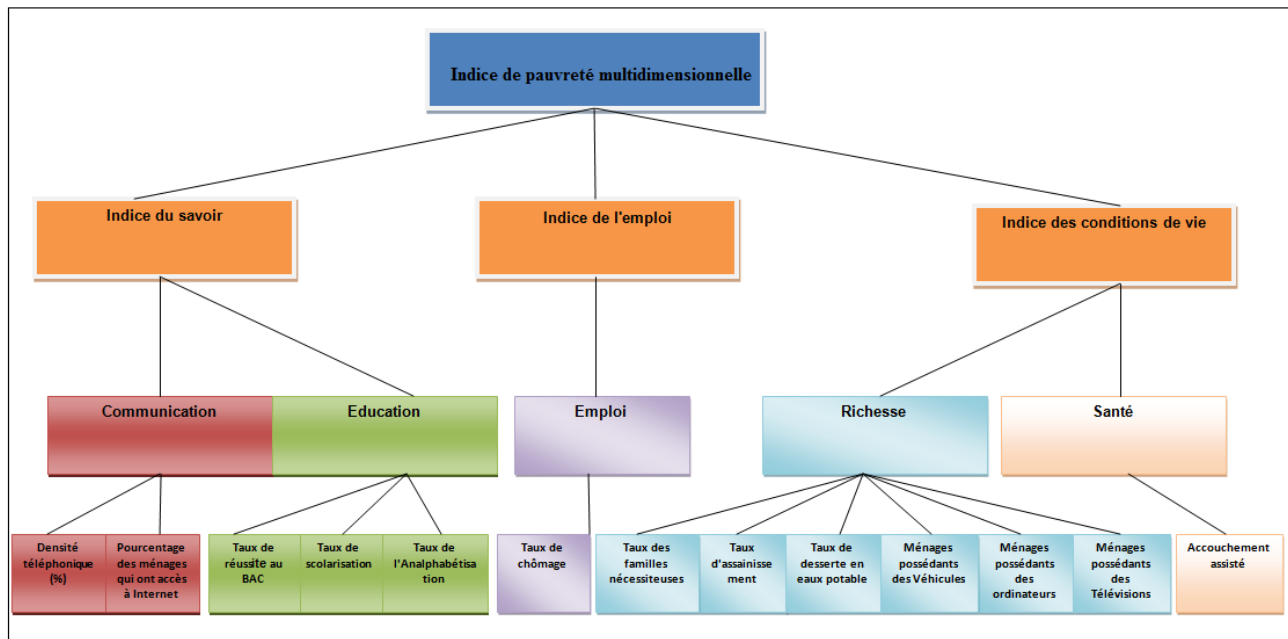 Indice de pauvreté multidimensionnelle
Indice du savoir
Indice de l'emploi
Indice des conditions de vie
Communication
Education
Emploi
Richesse
Santé
Densité
téléphonique
(%)
Pourcentage
des ménages
qui ont accès
à Internet
Taux de
réussite au
BAC
Taux de
scolarisation
Taux de
l'Analphabétisa
tion
Taux de
chômage
Taux des
familles
nécessiteuses
Taux
d'assainisse
ment
Taux de
desserte en
eaux potable
Ménages
possédants
des Véhicules
Ménages
possédants
des
ordinateurs
Ménages
possédants
des
Télévisions
Accouchement
assisté